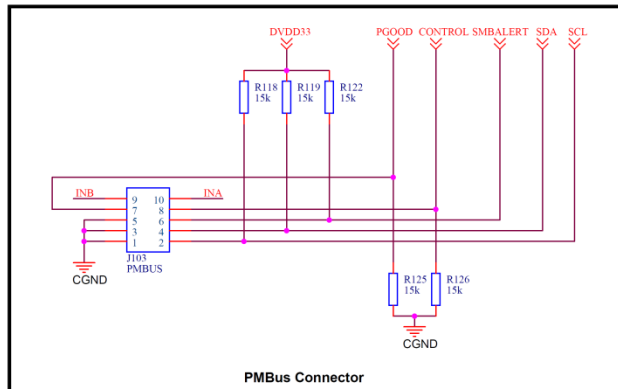 DVDD33
PGOOD CONTROL SMBALERT SDA SCL
R118 R119 R122
15k 15k 15k
INB 9 10 INA
7 8
5 6
3 4
1 2
J103
PMBUS
CGND
R125 R126
15k 15k
CGND
PMBus Connector